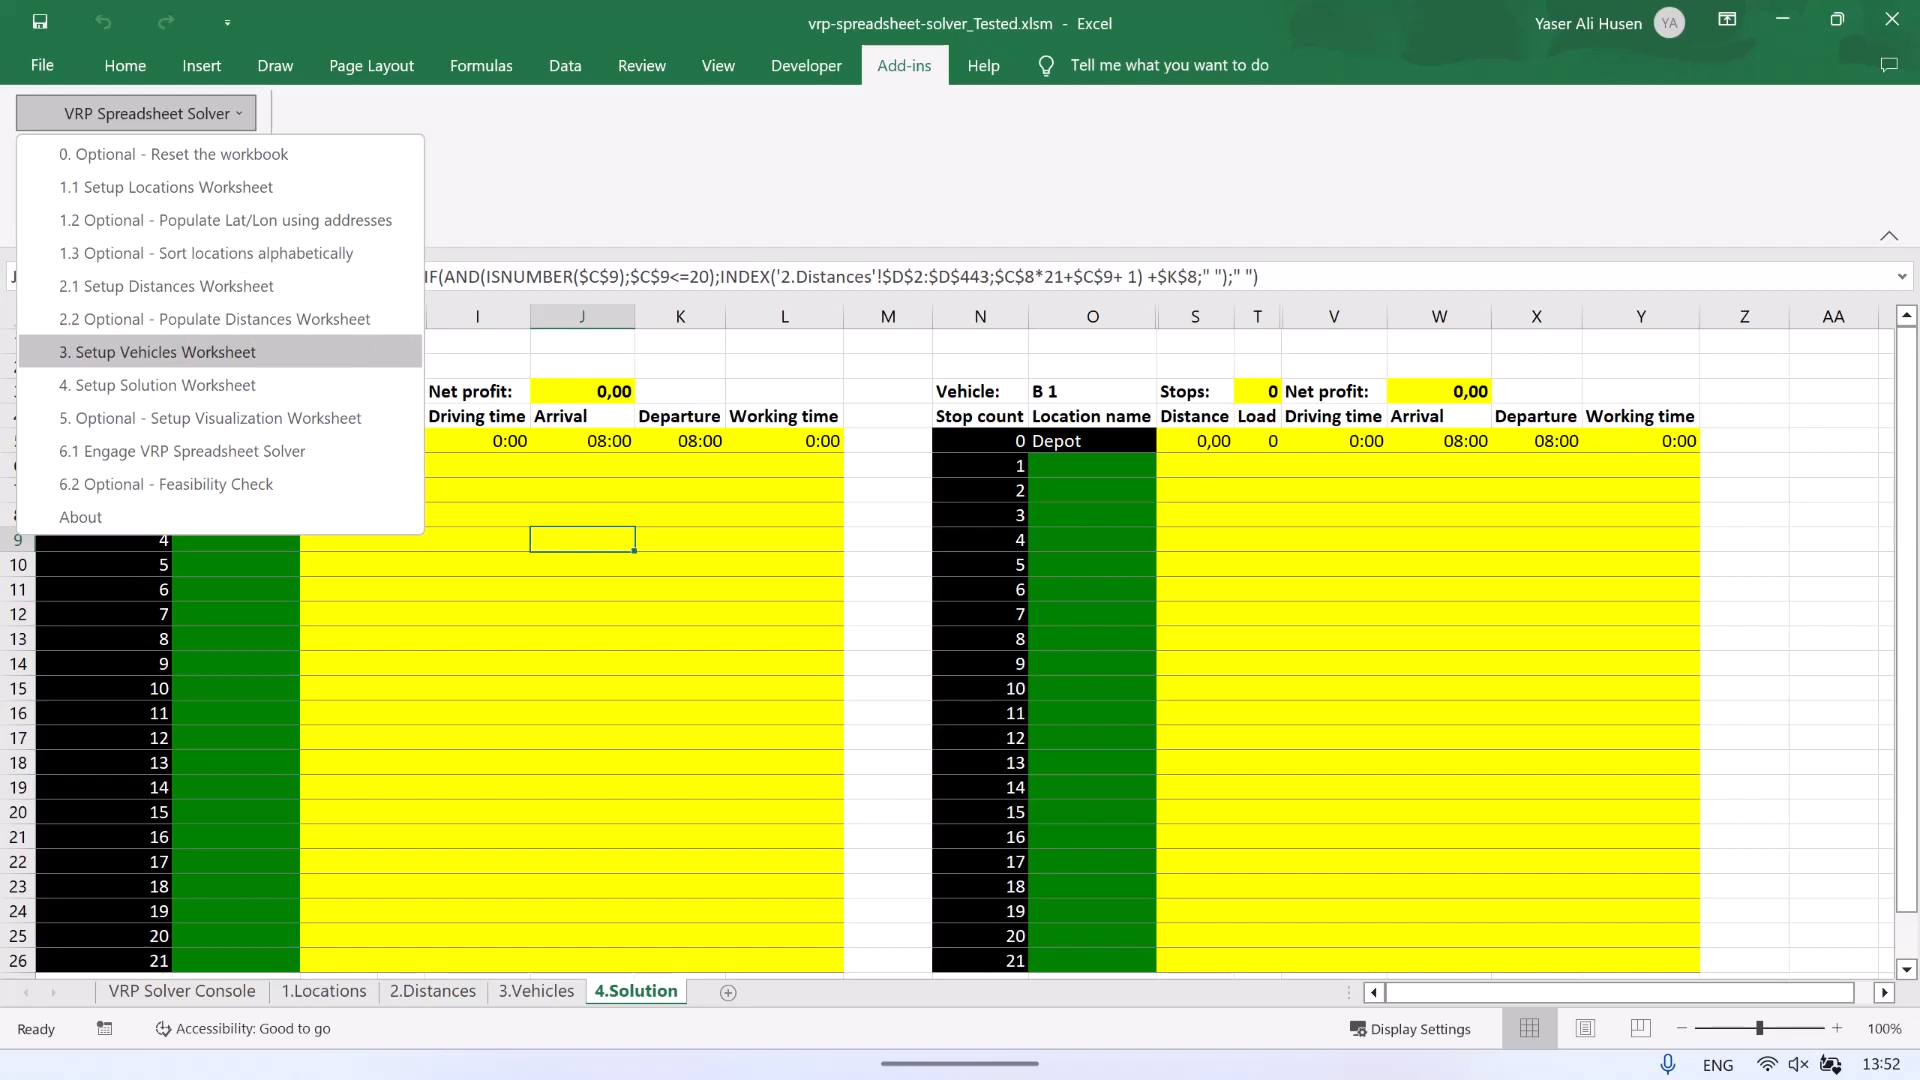 vrp-spreadsheet-solver_Tested.xlsm - Excel
Yaser Ali Husen
YA
File Home Insert Draw Page Layout Formulas Data Review View Developer Add-ins Help Tell me what you want to do
VRP Spreadsheet Solver
0. Optional - Reset the workbook
1.1 Setup Locations Worksheet
1.2 Optional - Populate Lat/Lon using addresses
1.3 Optional - Sort locations alphabetically
2.1 Setup Distances Worksheet
2.2 Optional - Populate Distances Worksheet
3. Setup Vehicles Worksheet
4. Setup Solution Worksheet
5. Optional - Setup Visualization Worksheet
6.1 Engage VRP Spreadsheet Solver
6.2 Optional - Feasibility Check
About
IF(AND(ISNUMBER($C$9);$C$9<=20);INDEX('2.Distances'!$D$2:$D$443;$C$8*21+$C$9+ 1) +$K$8;" ");" ")
I J K L M N O S T V W X Y Z AA
Net profit: 0,00 Vehicle: B 1 Stops: 0 Net profit: 0,00
Driving time Arrival Departure Working time Stop count Location name Distance Load Driving time Arrival Departure Working time
0:00 08:00 08:00 0:00 0 Depot 0,00 0 0:00 08:00 08:00 0:00
1
2
3
9 4 4
10 5 5
11 6 6
12 7 7
13 8 8
14 9 9
15 10 10
16 11 11
17 12 12
18 13 13
19 14 14
20 15 15
21 16 16
22 17 17
23 18 18
24 19 19
25 20 20
26 21 21
VRP Solver Console 1.Locations 2.Distances 3.Vehicles 4.Solution
Ready Accessibility: Good to go Display Settings 100%
ENG 13:52